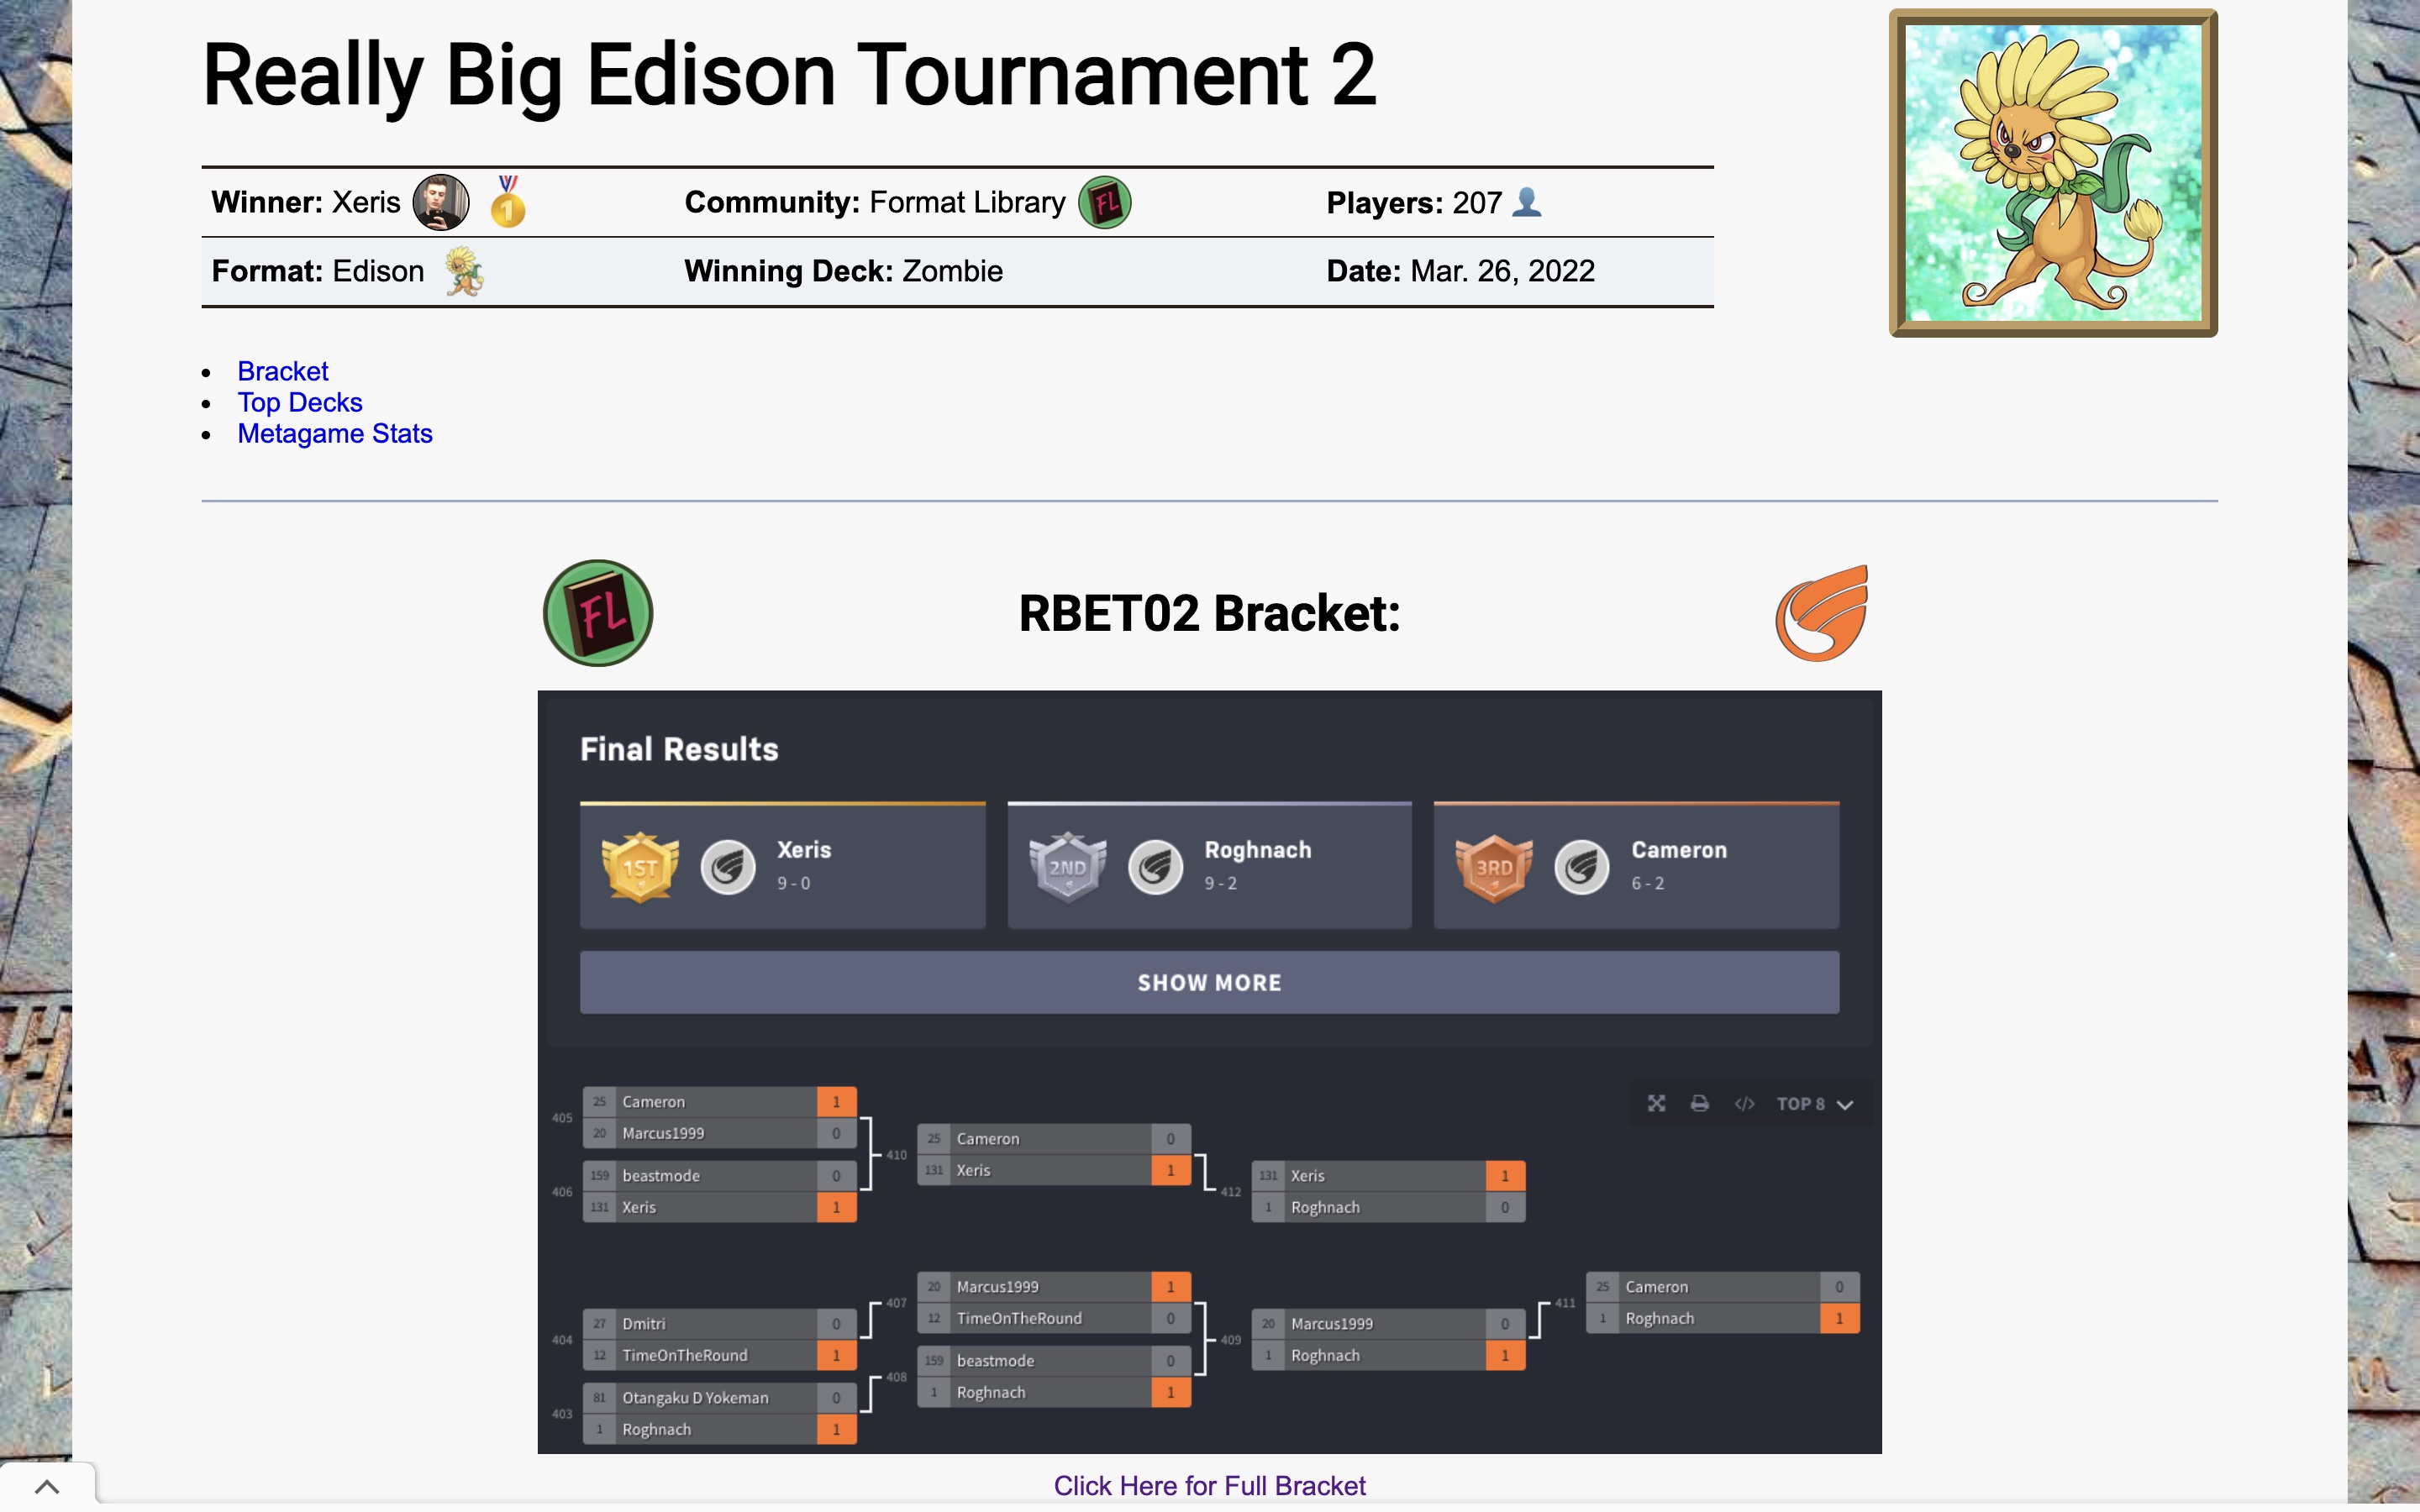 Really Big Edison Tournament 2
Winner: Xeris 1 Community: Format Library FL Players: 207
Format: Edison Winning Deck: Zombie Date: Mar. 26, 2022
Bracket
Top Decks
Metagame Stats
FL RBET02 Bracket:
Final Results
1ST Xeris 9 - 0
2ND Roghnach 9 - 2
3RD Cameron 6 - 2
SHOW MORE
TOP 8
405
25 Cameron 1
20 Marcus1999 0
406
159 beastmode 0
131 Xeris 1
410
25 Cameron 0
131 Xeris 1
412
131 Xeris 1
1 Roghnach 0
404
27 Dmitri 0
12 TimeOnTheRound 1
403
81 Otangaku D Yokeman 0
1 Roghnach 1
407
20 Marcus1999 1
12 TimeOnTheRound 0
408
159 beastmode 0
1 Roghnach 1
409
20 Marcus1999 0
1 Roghnach 1
411
25 Cameron 0
1 Roghnach 1
Click Here for Full Bracket